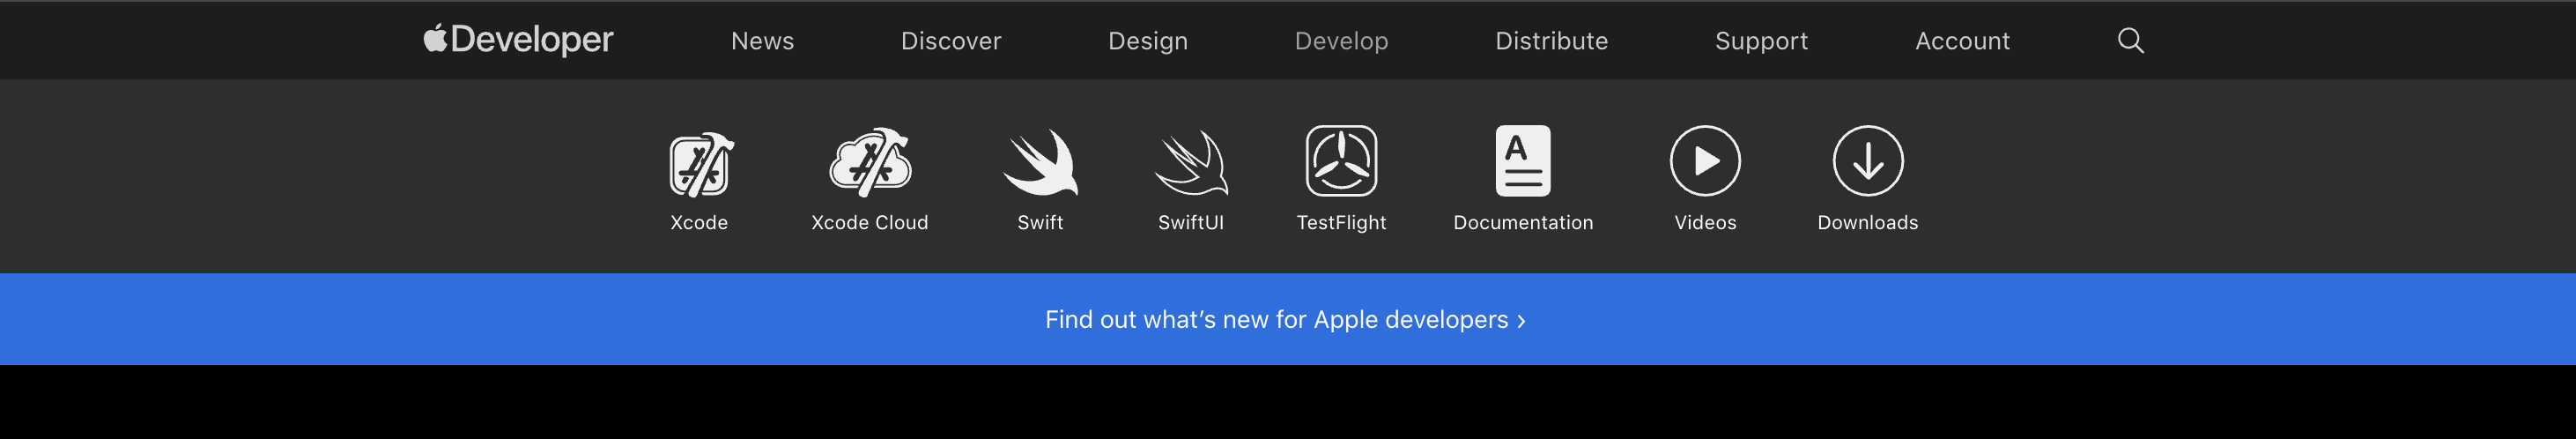 Developer News Discover Design Develop Distribute Support Account
Xcode Xcode Cloud Swift SwiftUI TestFlight Documentation Videos Downloads
Find out what’s new for Apple developers ›